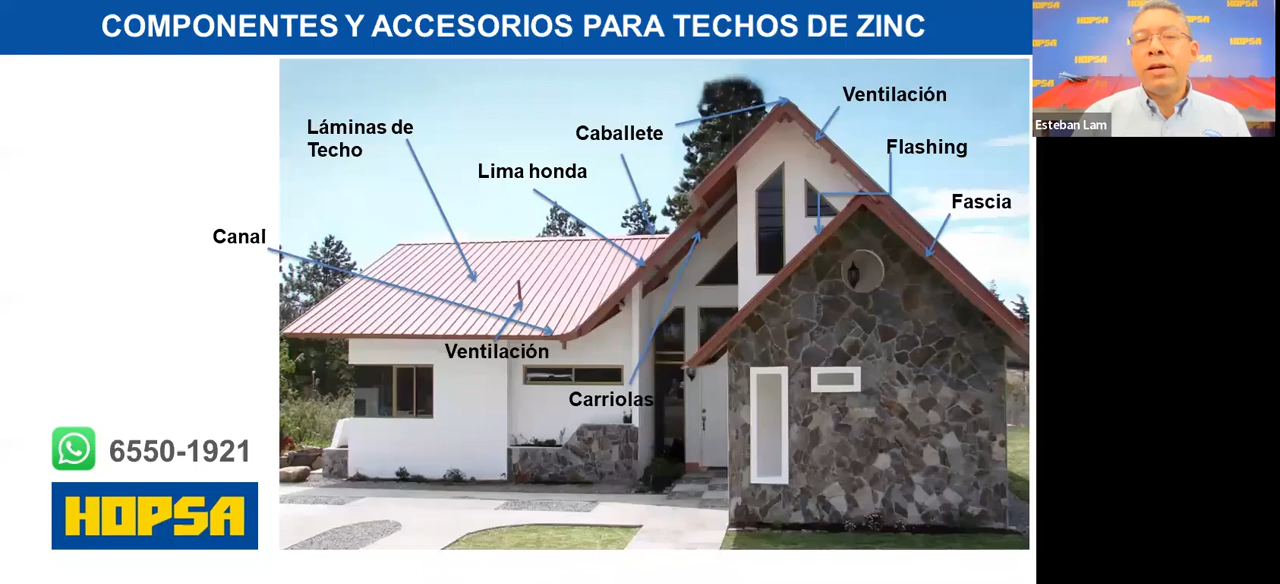 COMPONENTES Y ACCESORIOS PARA TECHOS DE ZINC
HOPSA
Esteban Lam
Ventilación
Láminas de
Techo
Caballete
Flashing
Lima honda
Fascia
Canal
Ventilación
Carriolas
6550-1921
HOPSA